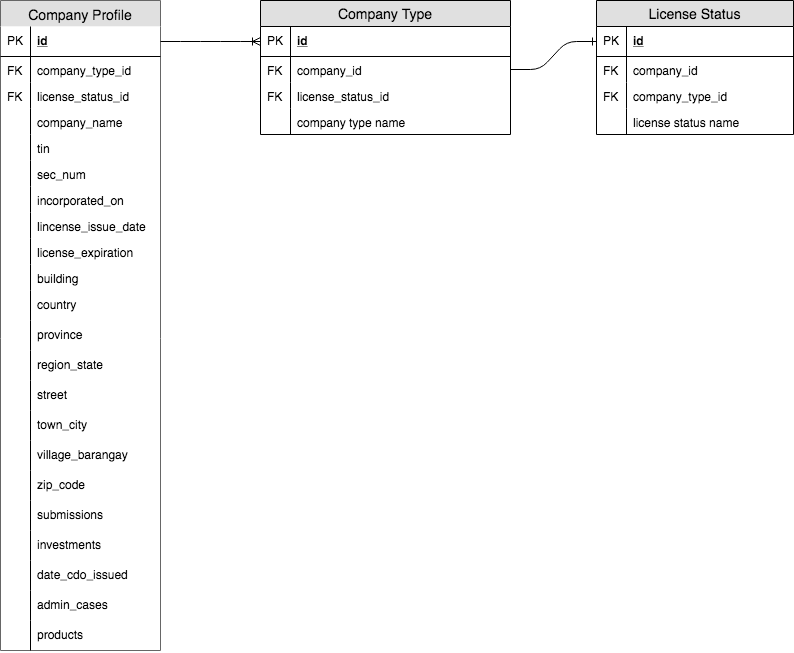 Company Profile
PK id
FK company_type_id
FK license_status_id
company_name
tin
sec_num
incorporated_on
lincense_issue_date
license_expiration
building
country
province
region_state
street
town_city
village_barangay
zip_code
submissions
investments
date_cdo_issued
admin_cases
products
Company Type
PK id
FK company_id
FK license_status_id
company type name
License Status
PK id
FK company_id
FK company_type_id
license status name